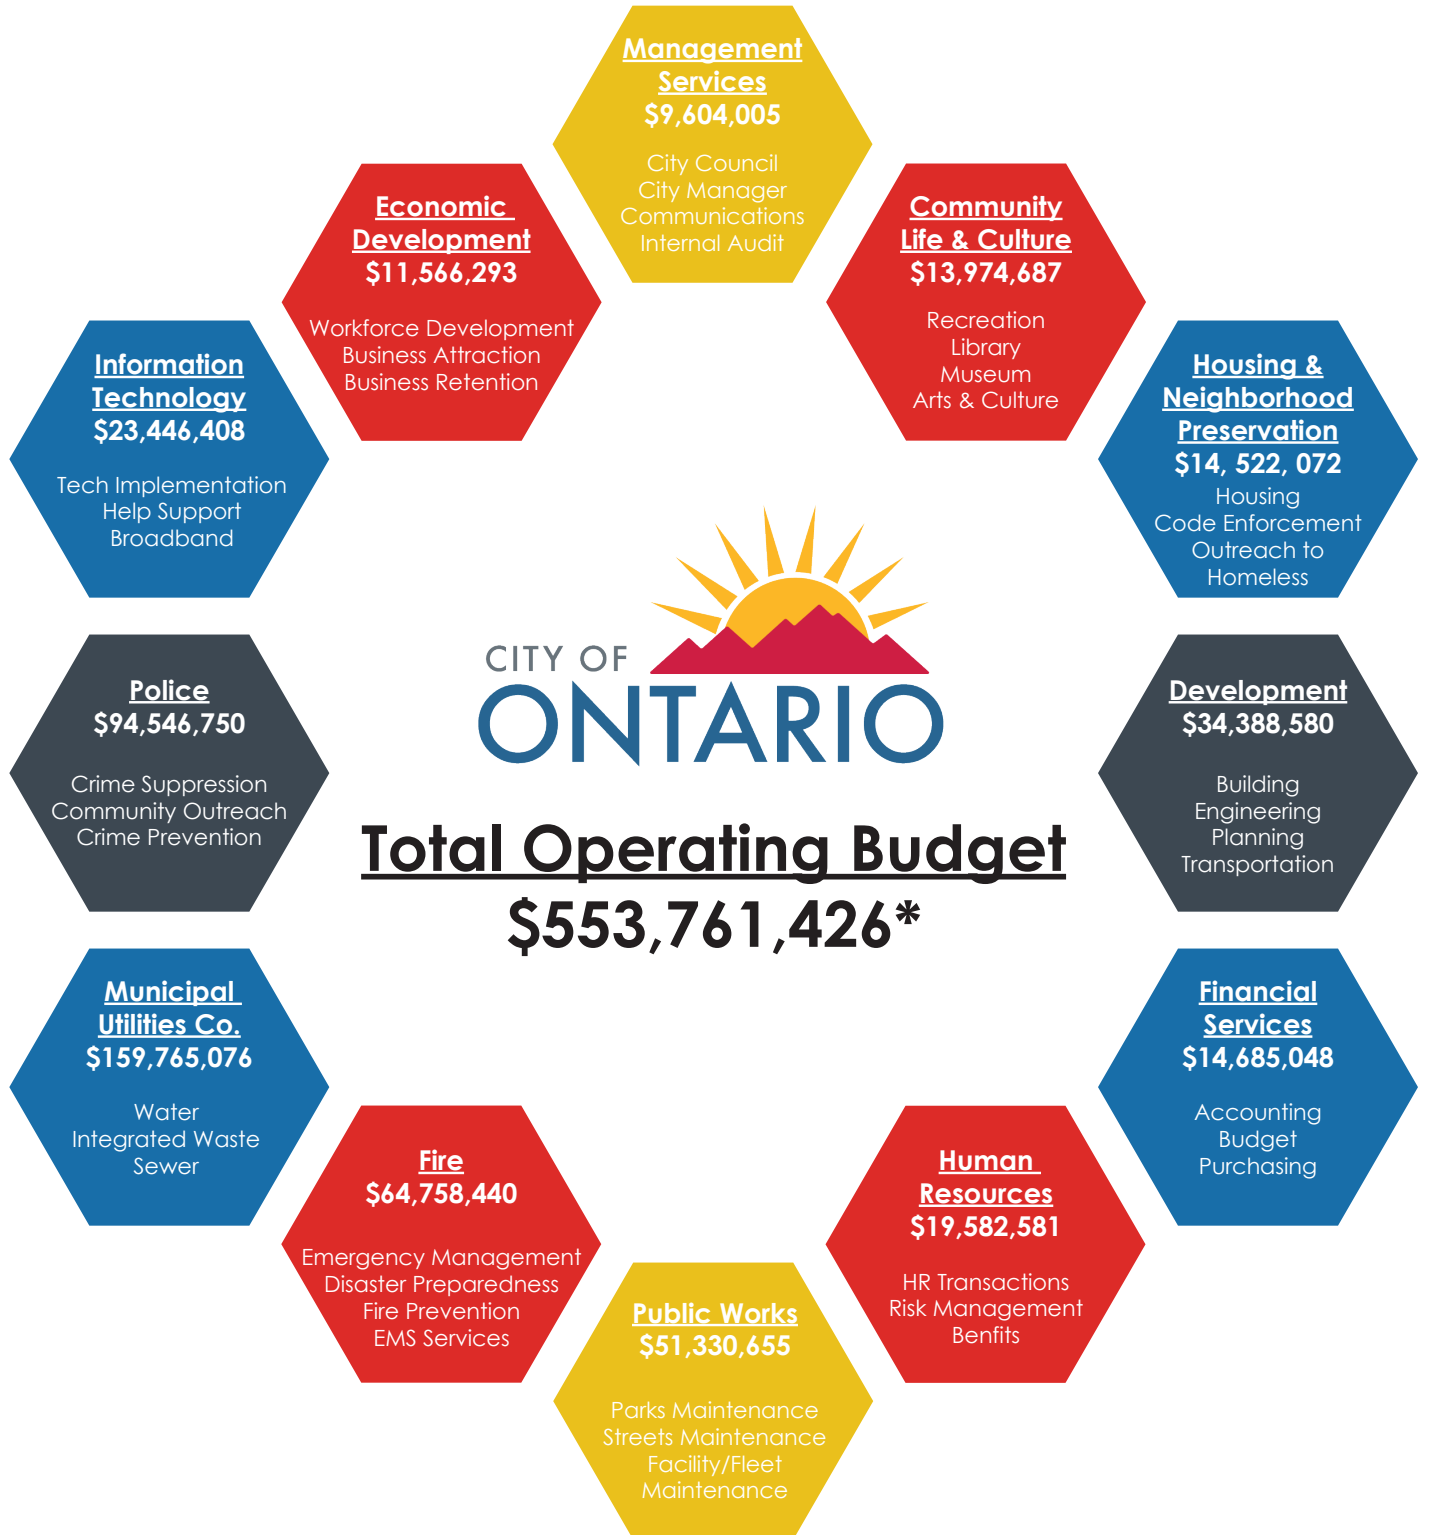 Management
Services
$9,604,005
City Council
City Manager
Communications
Internal Audit
Economic
Development
$11,566,293
Workforce Development
Business Attraction
Business Retention
Community
Life & Culture
$13,974,687
Recreation
Library
Museum
Arts & Culture
Information
Technology
$23,446,408
Tech Implementation
Help Support
Broadband
Housing &
Neighborhood
Preservation
$14, 522, 072
Housing
Code Enforcement
Outreach to
Homeless
CITY OF
ONTARIO
Total Operating Budget
$553,761,426*
Police
$94,546,750
Crime Suppression
Community Outreach
Crime Prevention
Development
$34,388,580
Building
Engineering
Planning
Transportation
Municipal
Utilities Co.
$159,765,076
Water
Integrated Waste
Sewer
Financial
Services
$14,685,048
Accounting
Budget
Purchasing
Fire
$64,758,440
Emergency Management
Disaster Preparedness
Fire Prevention
EMS Services
Human
Resources
$19,582,581
HR Transactions
Risk Management
Benfits
Public Works
$51,330,655
Parks Maintenance
Streets Maintenance
Facility/Fleet
Maintenance